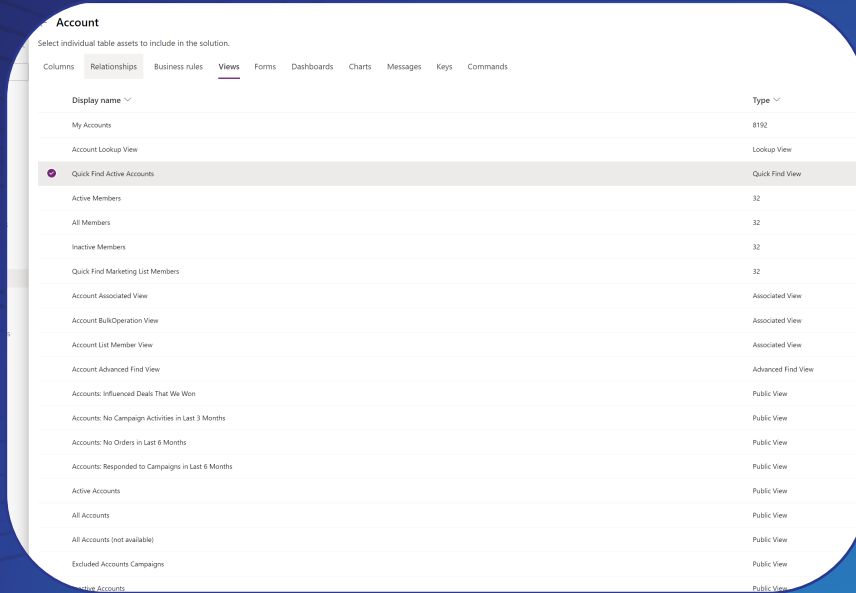 Account
Select individual table assets to include in the solution.
Columns Relationships Business rules Views Forms Dashboards Charts Messages Keys Commands
Display name Type
My Accounts 8192
Account Lookup View Lookup View
Quick Find Active Accounts Quick Find View
Active Members 32
All Members 32
Inactive Members 32
Quick Find Marketing List Members 32
Account Associated View Associated View
Account BulkOperation View Associated View
Account List Member View Associated View
Account Advanced Find View Advanced Find View
Accounts: Influenced Deals That We Won Public View
Accounts: No Campaign Activities in Last 3 Months Public View
Accounts: No Orders in Last 6 Months Public View
Accounts: Responded to Campaigns in Last 6 Months Public View
Active Accounts Public View
All Accounts Public View
All Accounts (not available) Public View
Excluded Accounts Campaigns Public View
Accounts Public View